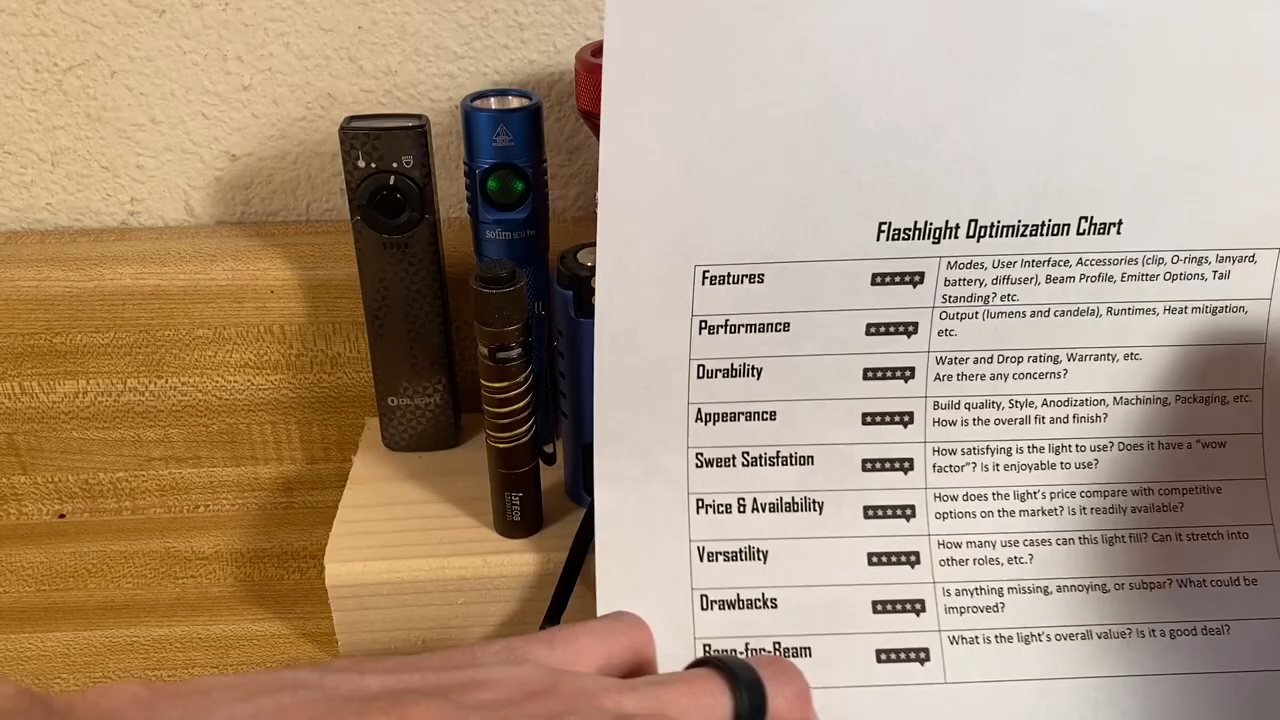 sofirn SC31 Pro
OLIGHT
i3T EOS
Flashlight Optimization Chart
Features
Modes, User Interface, Accessories (clip, O-rings, lanyard,
battery, diffuser), Beam Profile, Emitter Options, Tail
Standing? etc.
Performance
Output (lumens and candela), Runtimes, Heat mitigation,
etc.
Durability
Water and Drop rating, Warranty, etc.
Are there any concerns?
Appearance
Build quality, Style, Anodization, Machining, Packaging, etc.
How is the overall fit and finish?
Sweet Satisfation
How satisfying is the light to use? Does it have a "wow
factor"? Is it enjoyable to use?
Price & Availability
How does the light's price compare with competitive
options on the market? Is it readily available?
Versatility
How many use cases can this light fill? Can it stretch into
other roles, etc.?
Drawbacks
Is anything missing, annoying, or subpar? What could be
improved?
Bang-for-Beam
What is the light's overall value? Is it a good deal?